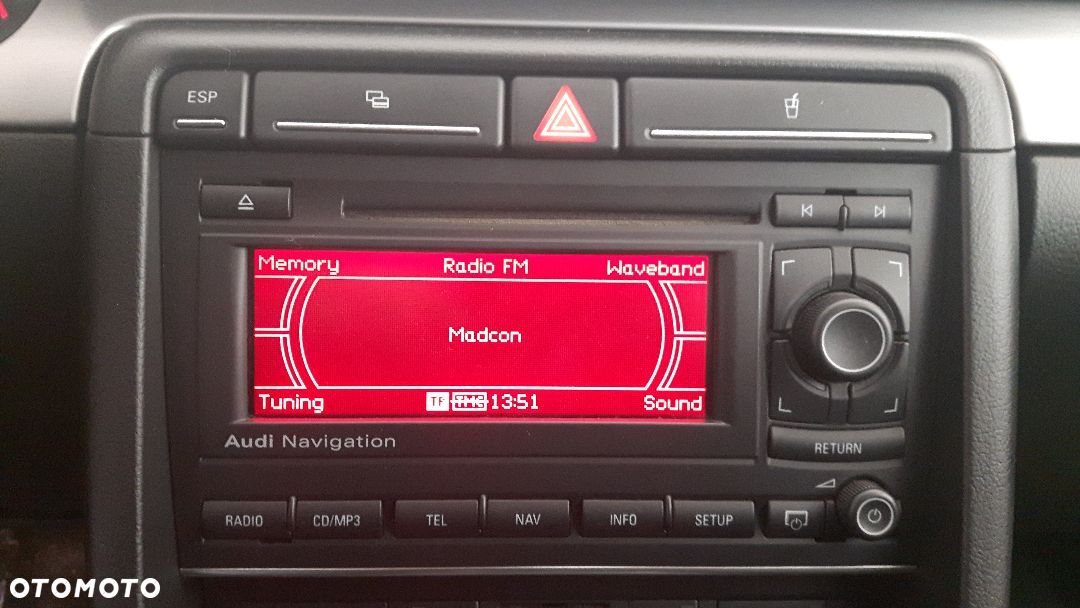 ESP
Memory Radio FM Waveband
Madcon
Tuning TP TMC 13:51 Sound
Audi Navigation
RETURN
RADIO CD/MP3 TEL NAV INFO SETUP
OTOMOTO